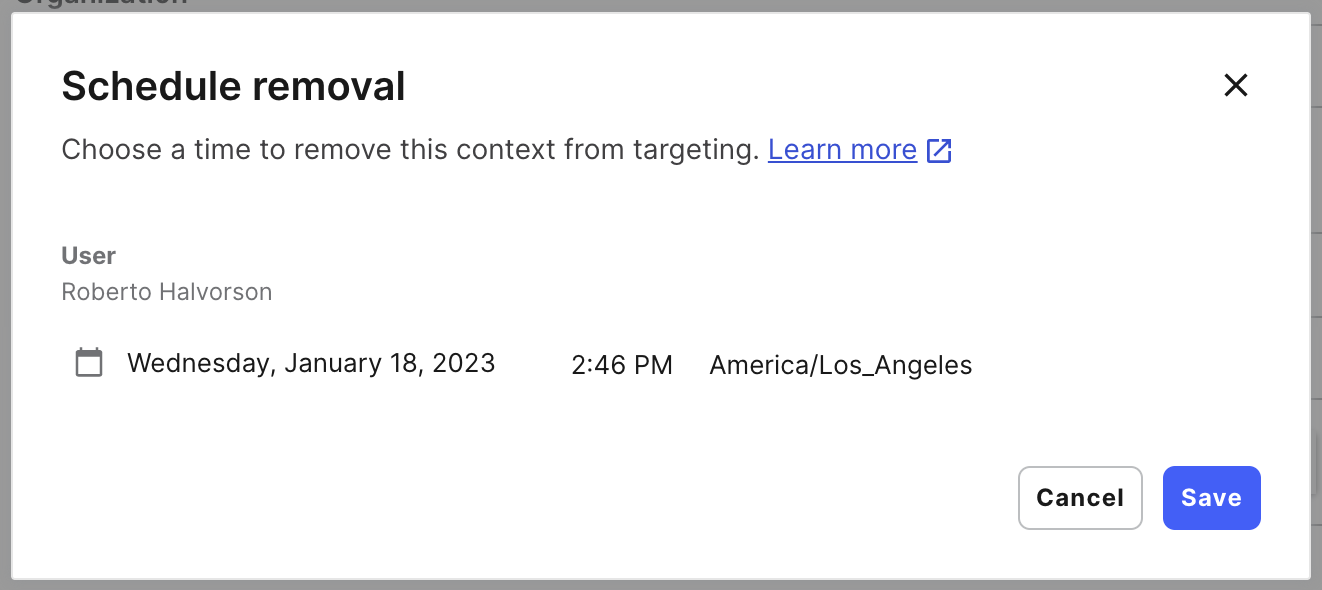 Organization
Schedule removal
Choose a time to remove this context from targeting. Learn more
User
Roberto Halvorson
Wednesday, January 18, 2023 2:46 PM America/Los_Angeles
Cancel Save